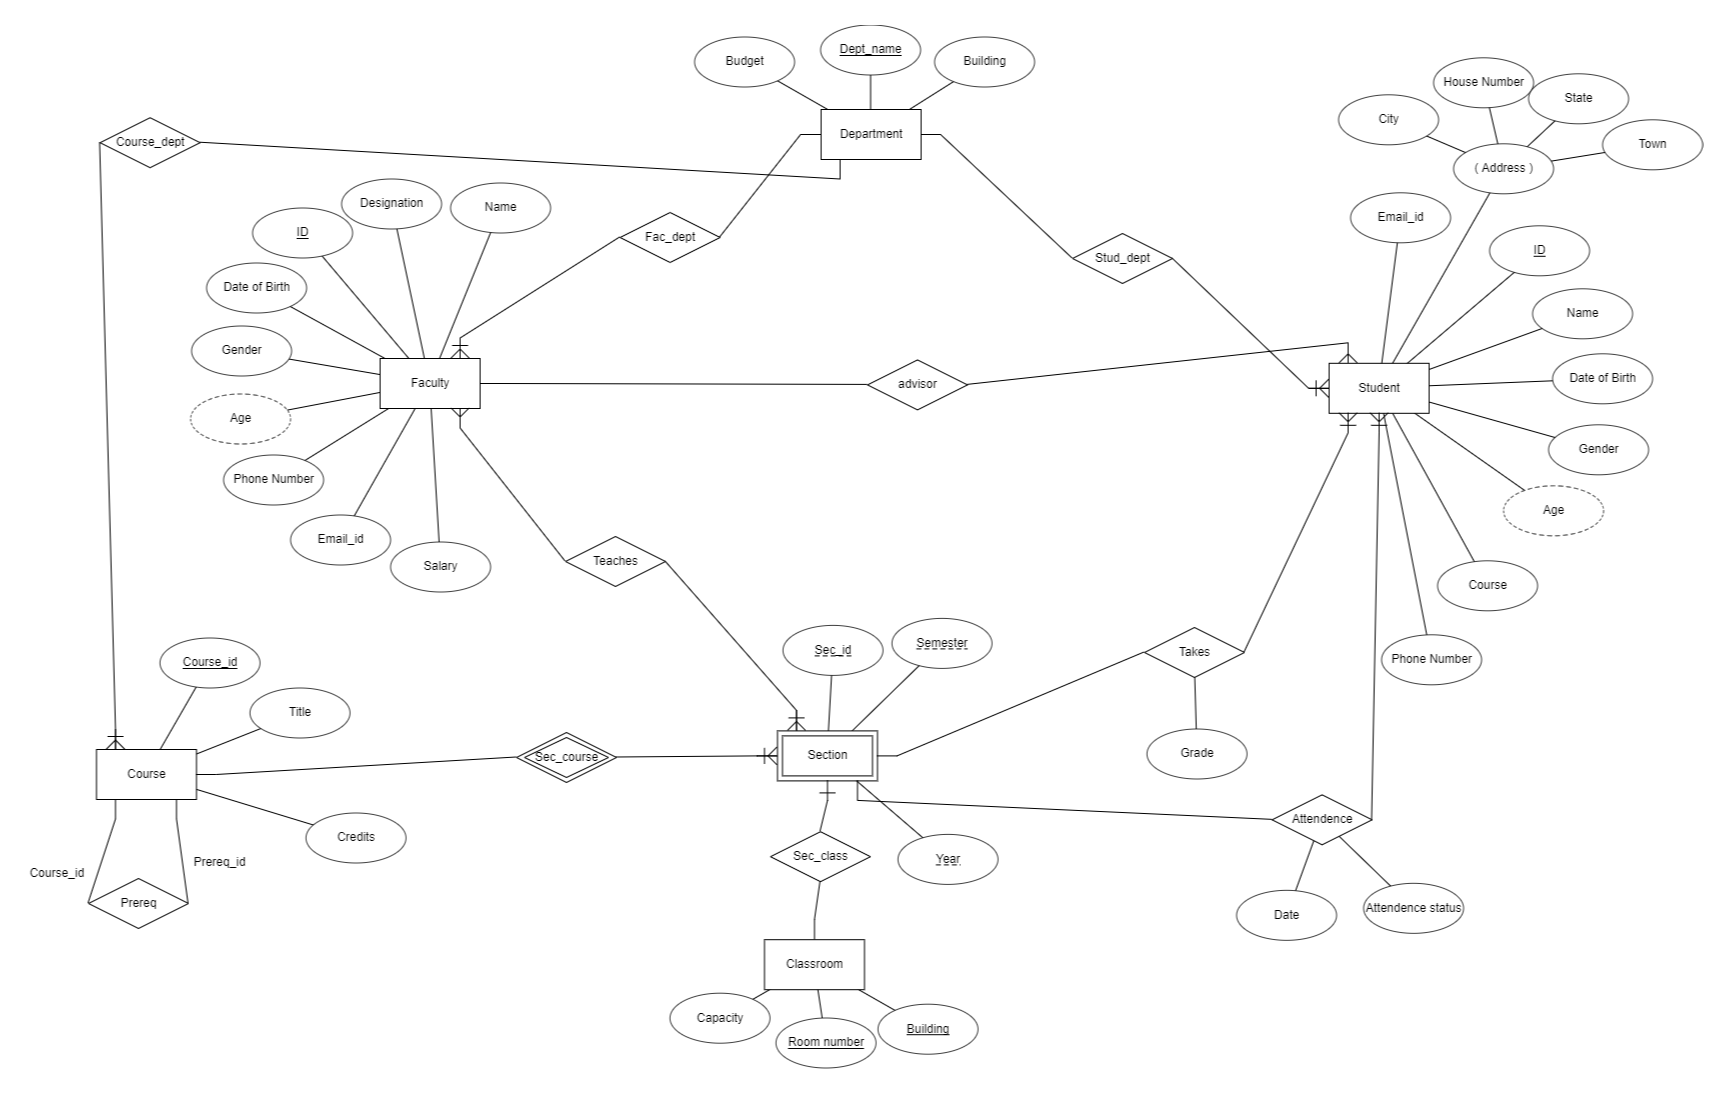 Budget
Dept_name
Building
Department
House Number
State
City
Town
( Address )
Course_dept
Designation
Name
ID
Fac_dept
Stud_dept
Email_id
ID
Date of Birth
Name
Gender
Faculty
advisor
Student
Date of Birth
Age
Gender
Phone Number
Age
Email_id
Salary
Teaches
Course
Phone Number
Course_id
Title
Sec_id
Semester
Takes
Grade
Course
Sec_course
Section
Credits
Attendence
Sec_class
Year
Prereq_id
Course_id
Prereq
Date
Attendence status
Classroom
Capacity
Room number
Building